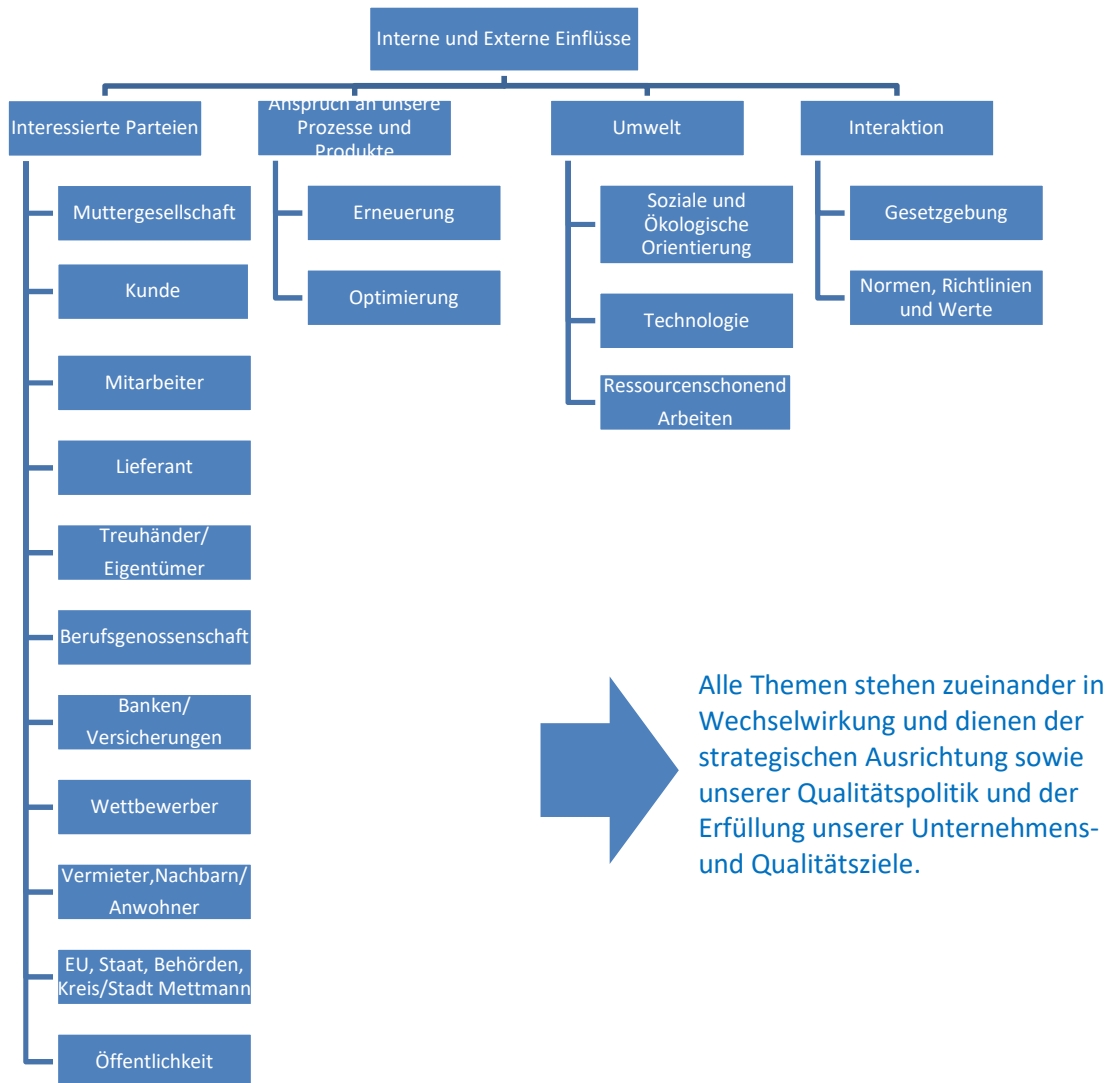 Interne und Externe Einflüsse
Interessierte Parteien
Muttergesellschaft
Kunde
Mitarbeiter
Lieferant
Treuhänder/
Eigentümer
Berufsgenossenschaft
Banken/
Versicherungen
Wettbewerber
Vermieter,Nachbarn/
Anwohner
EU, Staat, Behörden,
Kreis/Stadt Mettmann
Öffentlichkeit
Anspruch an unsere
Prozesse und
Produkte
Erneuerung
Optimierung
Umwelt
Soziale und
Ökologische
Orientierung
Technologie
Ressourcenschonend
Arbeiten
Interaktion
Gesetzgebung
Normen, Richtlinien
und Werte
Alle Themen stehen zueinander in
Wechselwirkung und dienen der
strategischen Ausrichtung sowie
unserer Qualitätspolitik und der
Erfüllung unserer Unternehmens-
und Qualitätsziele.